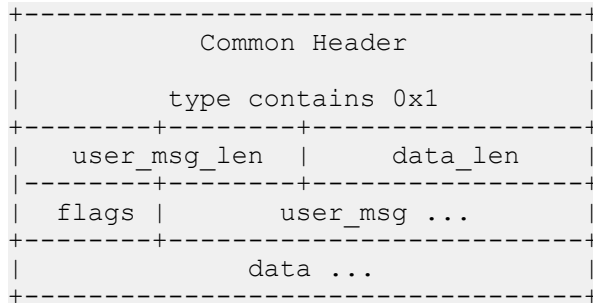 +--------------------------------+
| Common Header |
| |
| type contains 0x1 |
+--------+--------+----------------+
| user_msg_len | data_len |
|--------+--------+----------------+
| flags | user_msg ... |
+--------+-------------------------+
| data ... |
+--------------------------------+